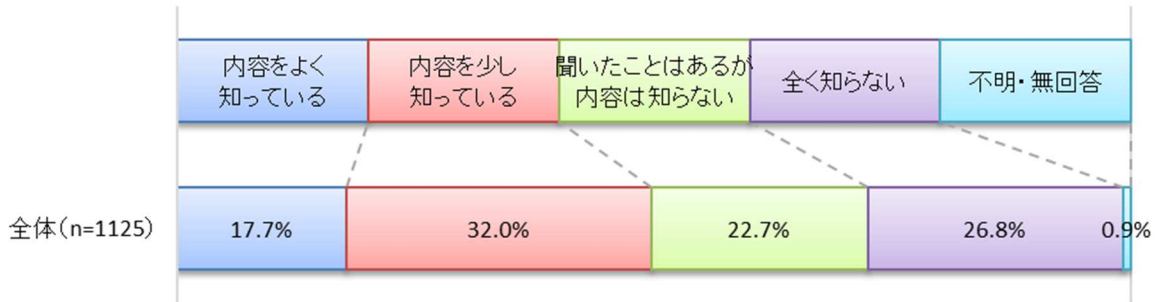 内容をよく
知っている
内容を少し
知っている
聞いたことはあるが
内容は知らない
全く知らない
不明・無回答
全体(n=1125)
17.7%
32.0%
22.7%
26.8%
0.9%